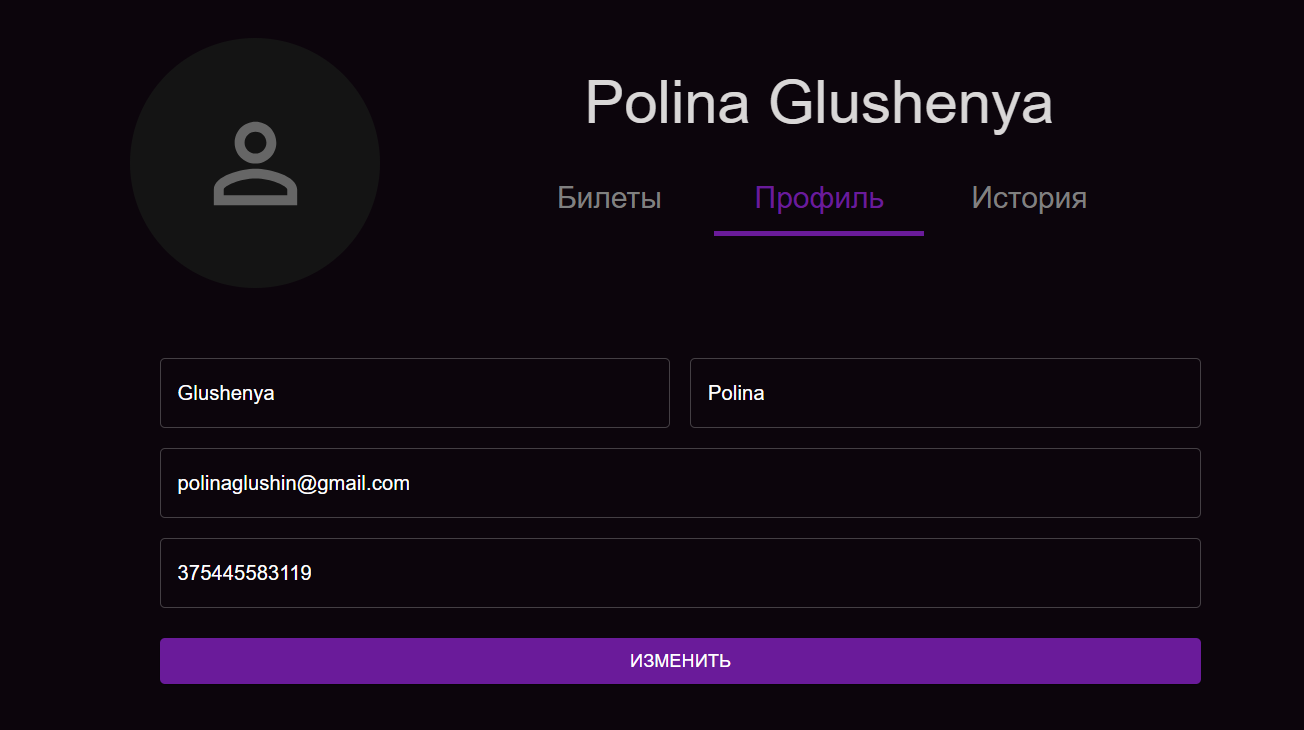 Polina Glushenya
Билеты Профиль История
Glushenya Polina
polinaglushin@gmail.com
375445583119
ИЗМЕНИТЬ